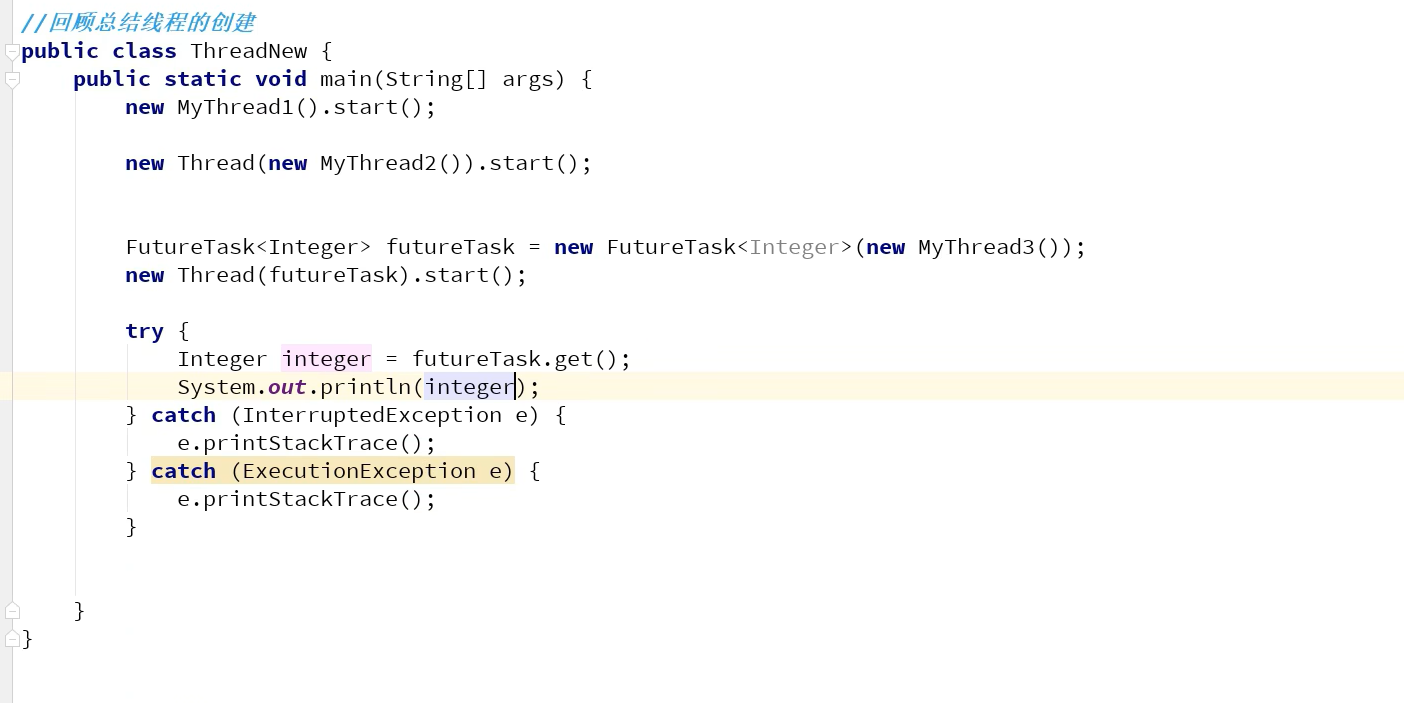 //回顾总结线程的创建
public class ThreadNew {
    public static void main(String[] args) {
        new MyThread1().start();
        new Thread(new MyThread2()).start();
        FutureTask<Integer> futureTask = new FutureTask<Integer>(new MyThread3());
        new Thread(futureTask).start();
        try {
            Integer integer = futureTask.get();
            System.out.println(integer);
        } catch (InterruptedException e) {
            e.printStackTrace();
        } catch (ExecutionException e) {
            e.printStackTrace();
        }
    }
}